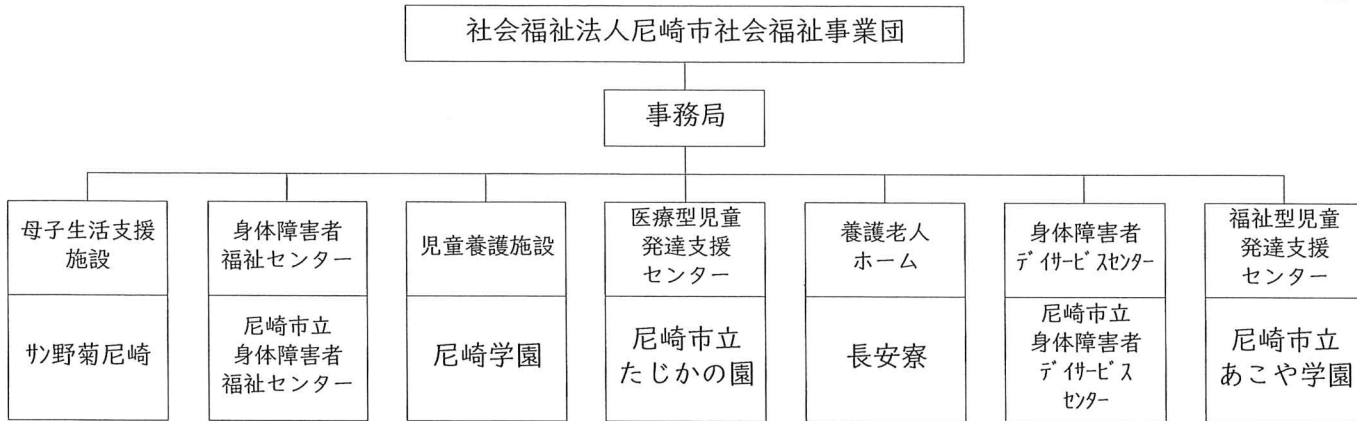 社会福祉法人尼崎市社会福祉事業団
事務局
母子生活支援
施設
サン野菊尼崎
身体障害者
福祉センター
尼崎市立
身体障害者
福祉センター
児童養護施設
尼崎学園
医療型児童
発達支援
センター
尼崎市立
たじかの園
養護老人
ホーム
長安寮
身体障害者
デイサービスセンター
尼崎市立
身体障害者
デイサービス
センター
福祉型児童
発達支援
センター
尼崎市立
あこや学園